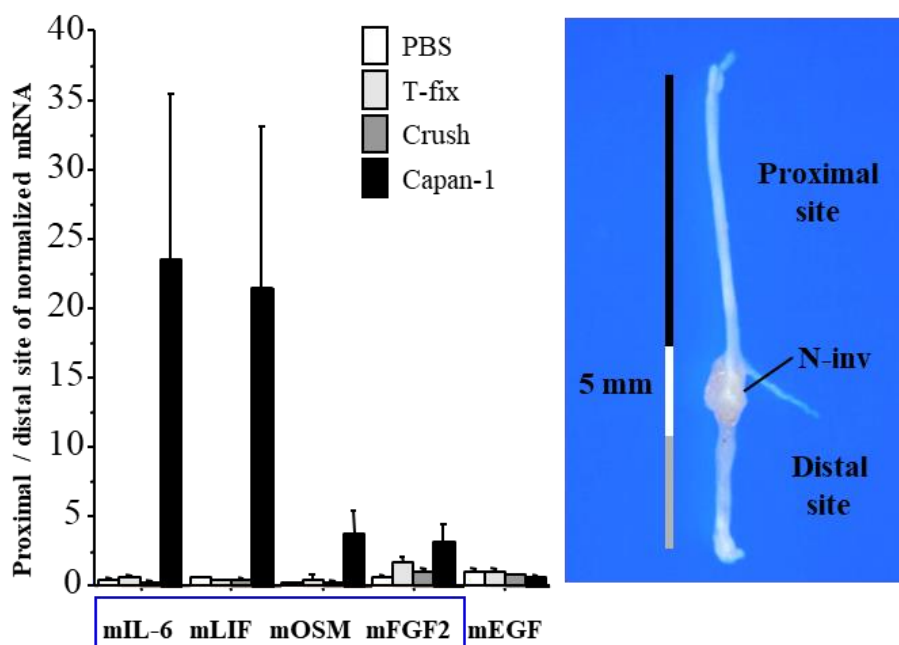 Proximal / distal site of normalized mRNA
40
35
30
25
20
15
10
5
0
PBS
T-fix
Crush
Capan-1
mIL-6 mLIF mOSM mFGF2 mEGF
Proximal
site
N-inv
5 mm
Distal
site